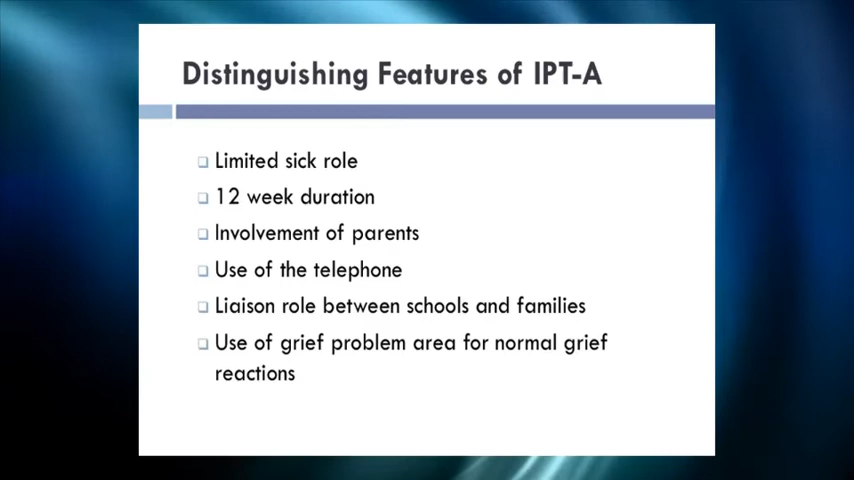 Distinguishing Features of IPT-A
Limited sick role
12 week duration
Involvement of parents
Use of the telephone
Liaison role between schools and families
Use of grief problem area for normal grief
reactions